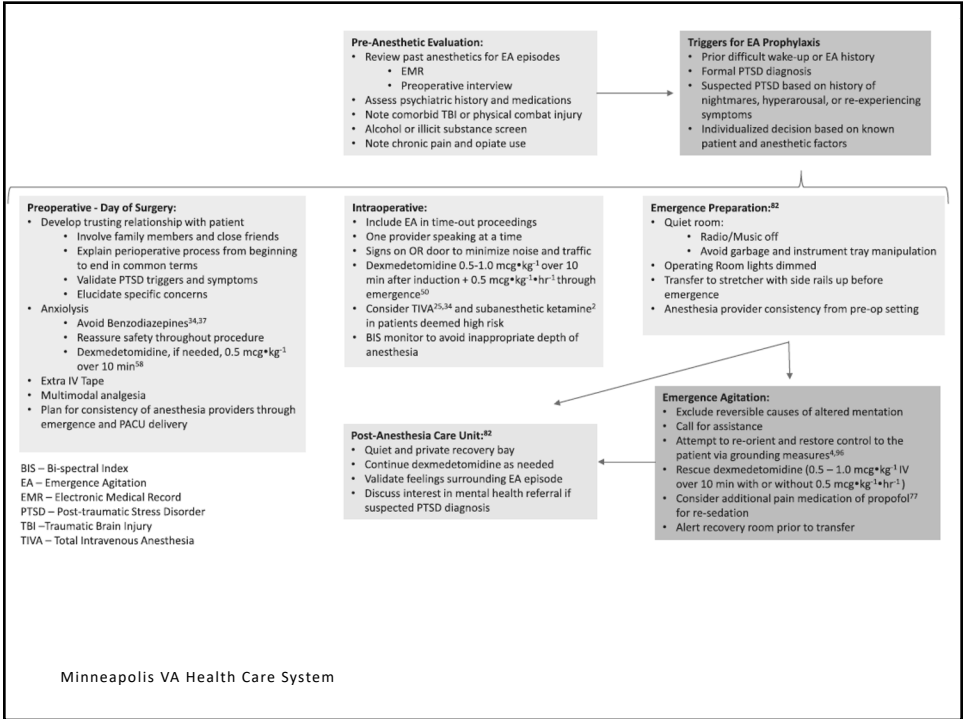 Pre-Anesthetic Evaluation:
• Review past anesthetics for EA episodes
• EMR
• Preoperative interview
• Assess psychiatric history and medications
• Note comorbid TBI or physical combat injury
• Alcohol or illicit substance screen
• Note chronic pain and opiate use
Triggers for EA Prophylaxis
• Prior difficult wake-up or EA history
• Formal PTSD diagnosis
• Suspected PTSD based on history of
nightmares, hyperarousal, or re-experiencing
symptoms
• Individualized decision based on known
patient and anesthetic factors
Preoperative - Day of Surgery:
• Develop trusting relationship with patient
• Involve family members and close friends
• Explain perioperative process from beginning
to end in common terms
• Validate PTSD triggers and symptoms
• Elucidate specific concerns
• Anxiolysis
• Avoid Benzodiazepines³⁴,³⁷
• Reassure safety throughout procedure
• Dexmedetomidine, if needed, 0.5 mcg•kg⁻¹
over 10 min⁵⁸
• Extra IV Tape
• Multimodal analgesia
• Plan for consistency of anesthesia providers through
emergence and PACU delivery
Intraoperative:
• Include EA in time-out proceedings
• One provider speaking at a time
• Signs on OR door to minimize noise and traffic
• Dexmedetomidine 0.5-1.0 mcg•kg⁻¹ over 10
min after induction + 0.5 mcg•kg⁻¹•hr⁻¹ through
emergence⁵⁰
• Consider TIVA²⁵,³⁴ and subanesthetic ketamine²
in patients deemed high risk
• BIS monitor to avoid inappropriate depth of
anesthesia
Emergence Preparation:⁸²
• Quiet room:
• Radio/Music off
• Avoid garbage and instrument tray manipulation
• Operating Room lights dimmed
• Transfer to stretcher with side rails up before
emergence
• Anesthesia provider consistency from pre-op setting
Post-Anesthesia Care Unit:⁸²
• Quiet and private recovery bay
• Continue dexmedetomidine as needed
• Validate feelings surrounding EA episode
• Discuss interest in mental health referral if
suspected PTSD diagnosis
Emergence Agitation:
• Exclude reversible causes of altered mentation
• Call for assistance
• Attempt to re-orient and restore control to the
patient via grounding measures⁴,⁹⁶
• Rescue dexmedetomidine (0.5 – 1.0 mcg•kg⁻¹ IV
over 10 min with or without 0.5 mcg•kg⁻¹•hr⁻¹ )
• Consider additional pain medication of propofol⁷⁷
for re-sedation
• Alert recovery room prior to transfer
BIS – Bi-spectral Index
EA – Emergence Agitation
EMR – Electronic Medical Record
PTSD – Post-traumatic Stress Disorder
TBI –Traumatic Brain Injury
TIVA – Total Intravenous Anesthesia
Minneapolis VA Health Care System